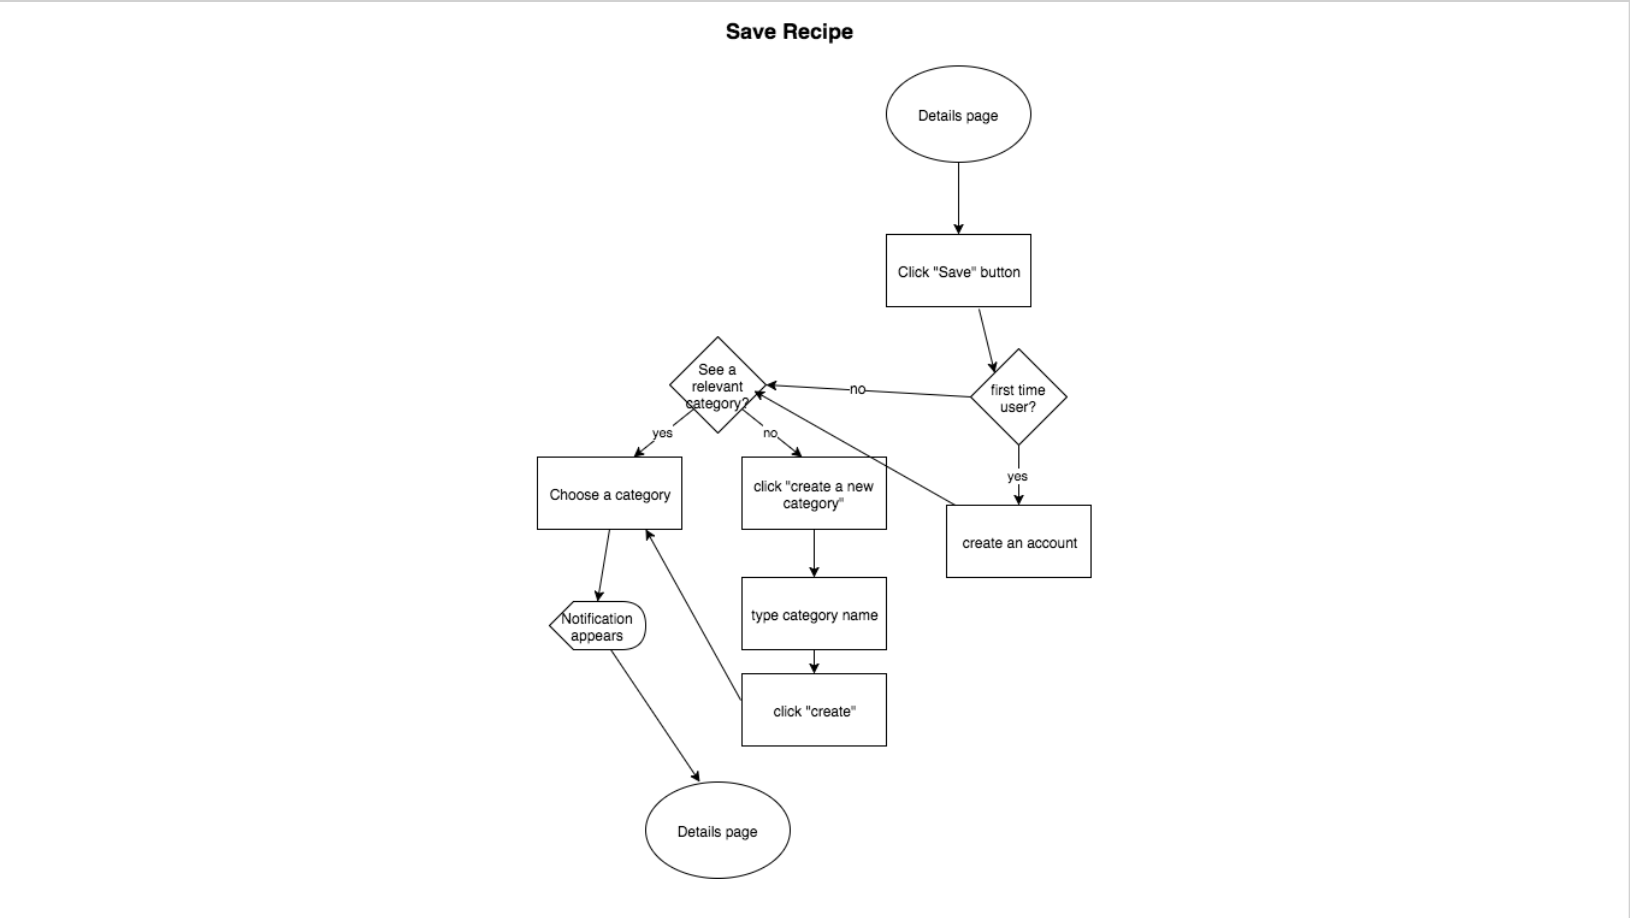 Save Recipe
Details page
Click "Save" button
See a
relevant
category?
no
first time
user?
yes
no
yes
Choose a category
click "create a new
category"
create an account
Notification
appears
type category name
click "create"
Details page